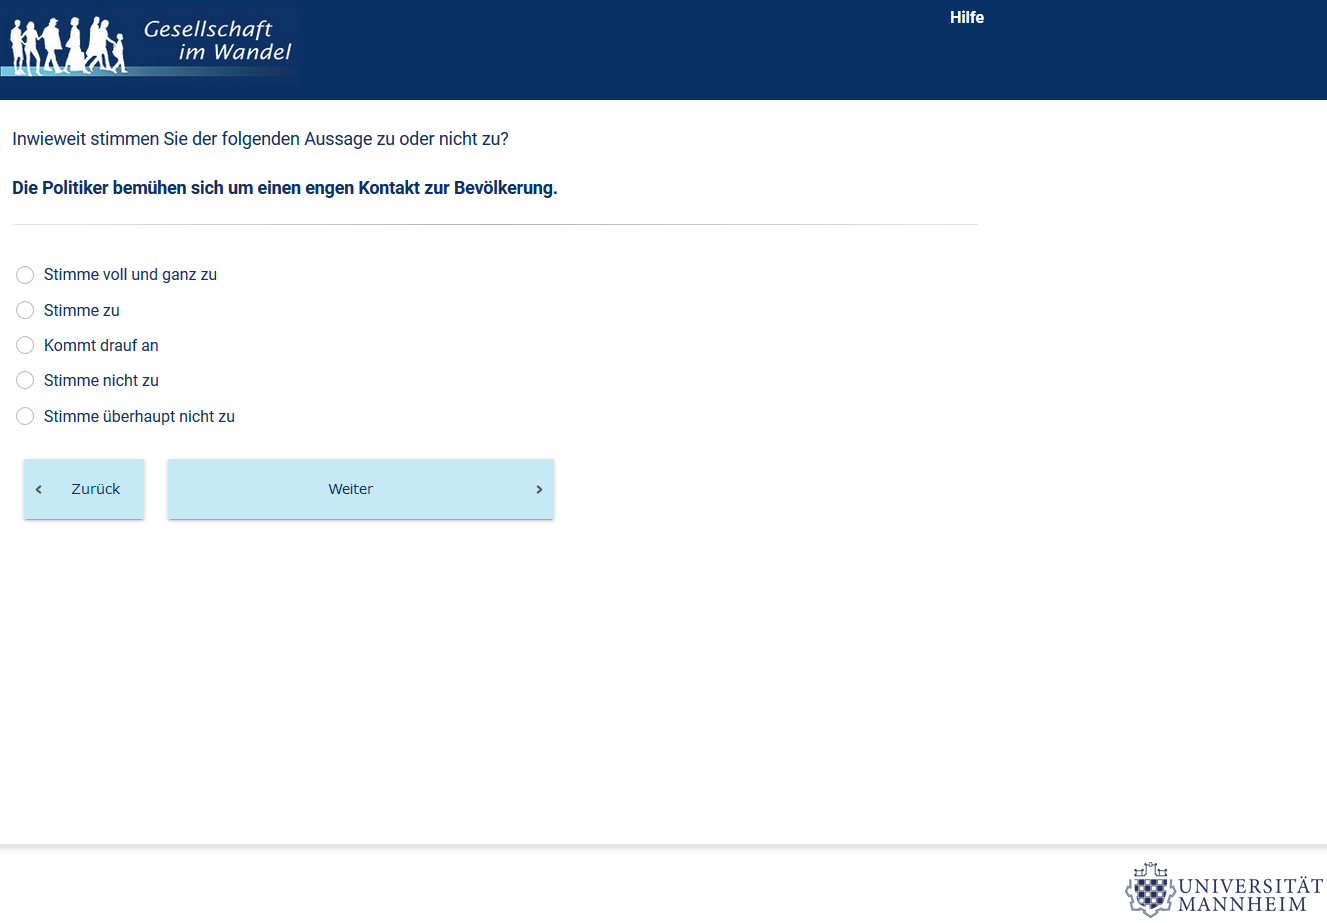 Gesellschaft
im Wandel
Hilfe
Inwieweit stimmen Sie der folgenden Aussage zu oder nicht zu?
Die Politiker bemühen sich um einen engen Kontakt zur Bevölkerung.
Stimme voll und ganz zu
Stimme zu
Kommt drauf an
Stimme nicht zu
Stimme überhaupt nicht zu
Zurück
Weiter
UNIVERSITÄT
MANNHEIM